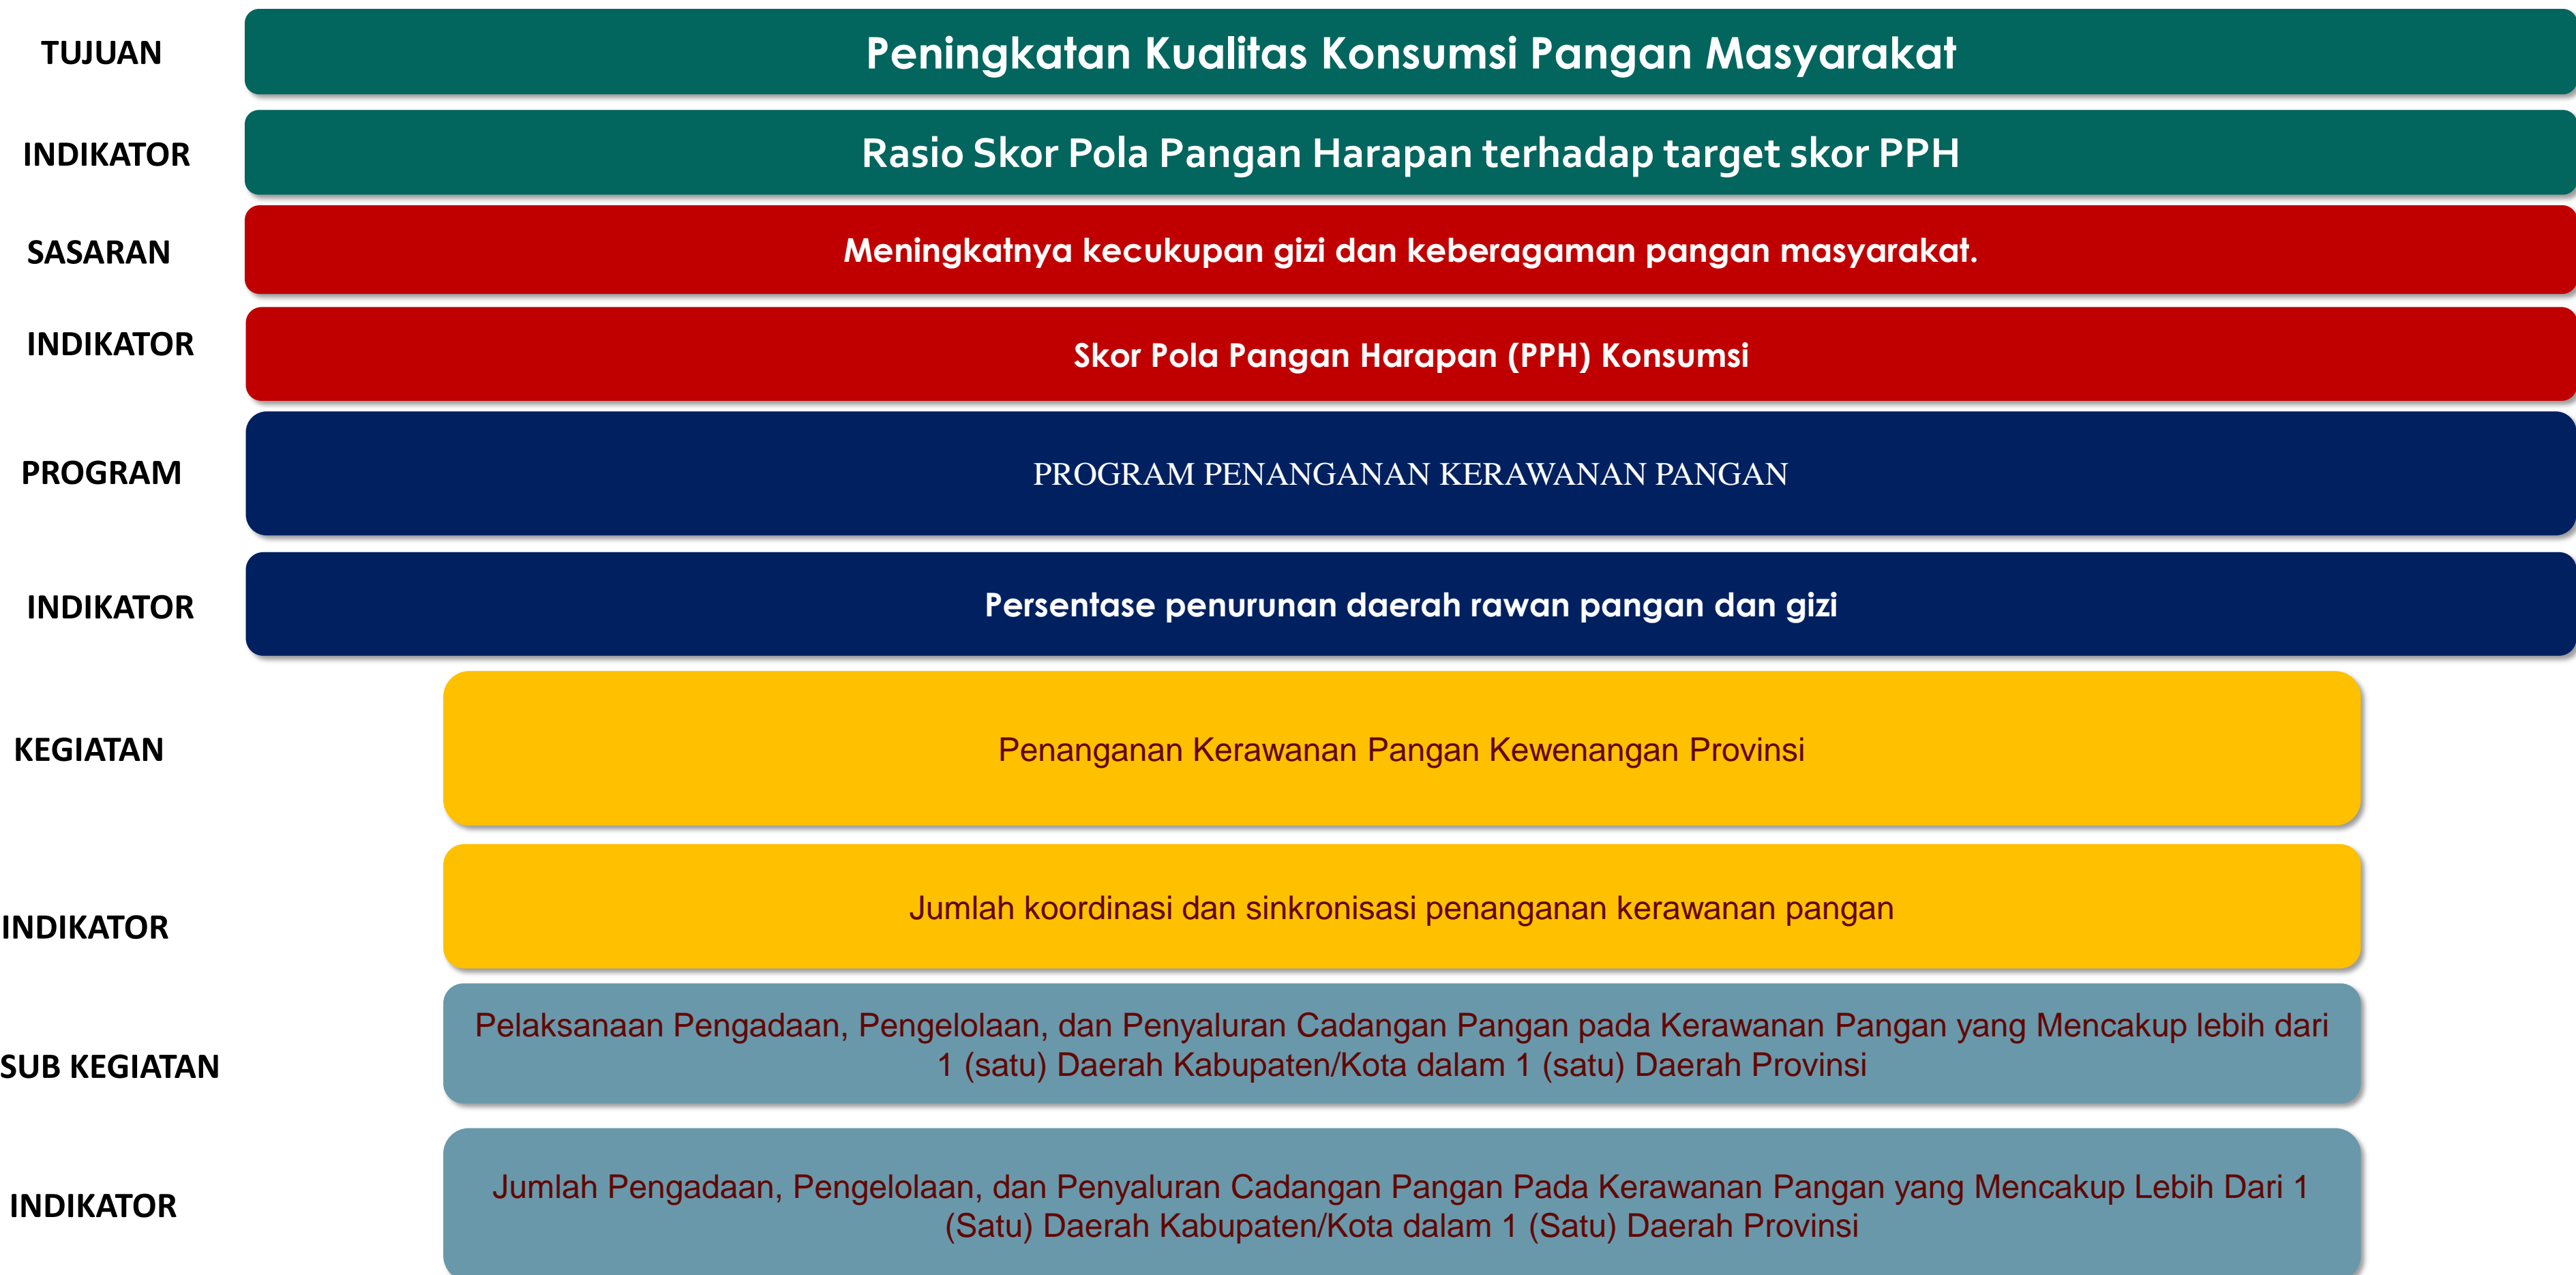 TUJUAN
Peningkatan Kualitas Konsumsi Pangan Masyarakat
INDIKATOR
Rasio Skor Pola Pangan Harapan terhadap target skor PPH
SASARAN
Meningkatnya kecukupan gizi dan keberagaman pangan masyarakat.
INDIKATOR
Skor Pola Pangan Harapan (PPH) Konsumsi
PROGRAM
PROGRAM PENANGANAN KERAWANAN PANGAN
INDIKATOR
Persentase penurunan daerah rawan pangan dan gizi
KEGIATAN
Penanganan Kerawanan Pangan Kewenangan Provinsi
INDIKATOR
Jumlah koordinasi dan sinkronisasi penanganan kerawanan pangan
SUB KEGIATAN
Pelaksanaan Pengadaan, Pengelolaan, dan Penyaluran Cadangan Pangan pada Kerawanan Pangan yang Mencakup lebih dari
1 (satu) Daerah Kabupaten/Kota dalam 1 (satu) Daerah Provinsi
INDIKATOR
Jumlah Pengadaan, Pengelolaan, dan Penyaluran Cadangan Pangan Pada Kerawanan Pangan yang Mencakup Lebih Dari 1
(Satu) Daerah Kabupaten/Kota dalam 1 (Satu) Daerah Provinsi